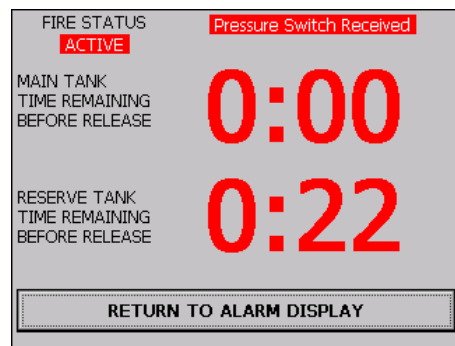 FIRE STATUS
ACTIVE
Pressure Switch Received
MAIN TANK
TIME REMAINING
BEFORE RELEASE
0:00
RESERVE TANK
TIME REMAINING
BEFORE RELEASE
0:22
RETURN TO ALARM DISPLAY